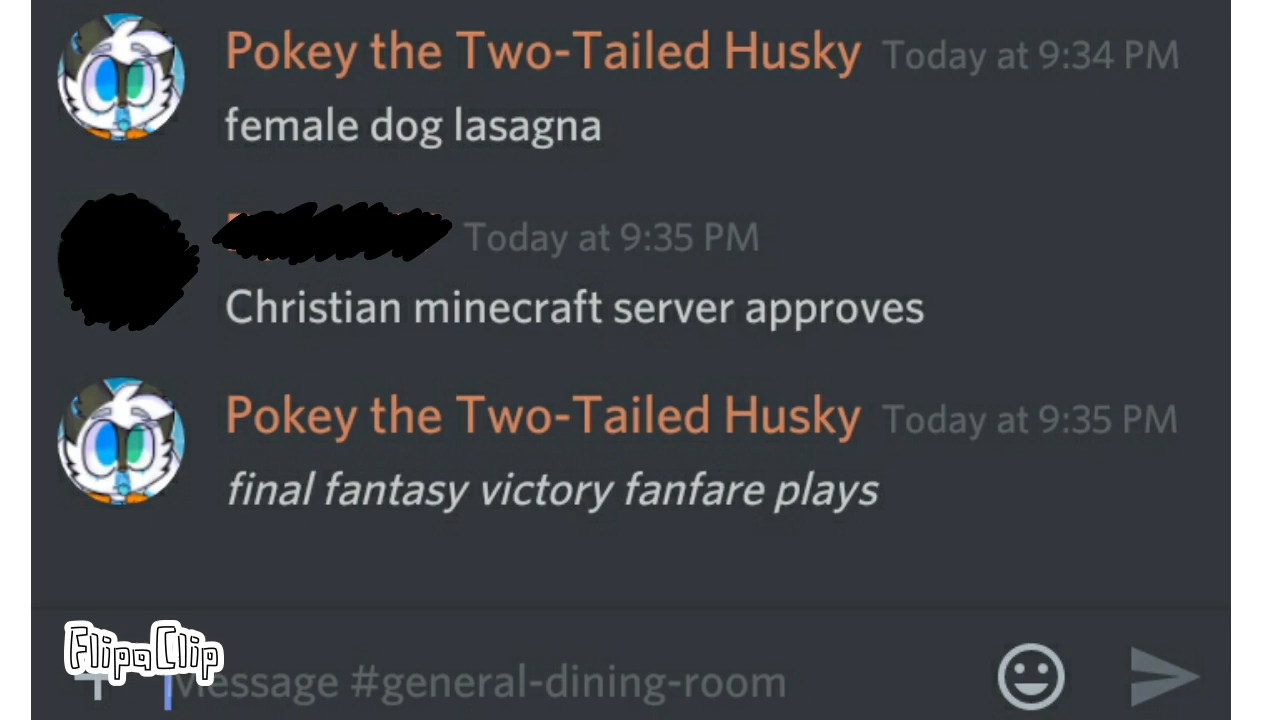 Pokey the Two-Tailed Husky Today at 9:34 PM
female dog lasagna
Today at 9:35 PM
Christian minecraft server approves
Pokey the Two-Tailed Husky Today at 9:35 PM
final fantasy victory fanfare plays
FlipaClip
Message #general-dining-room